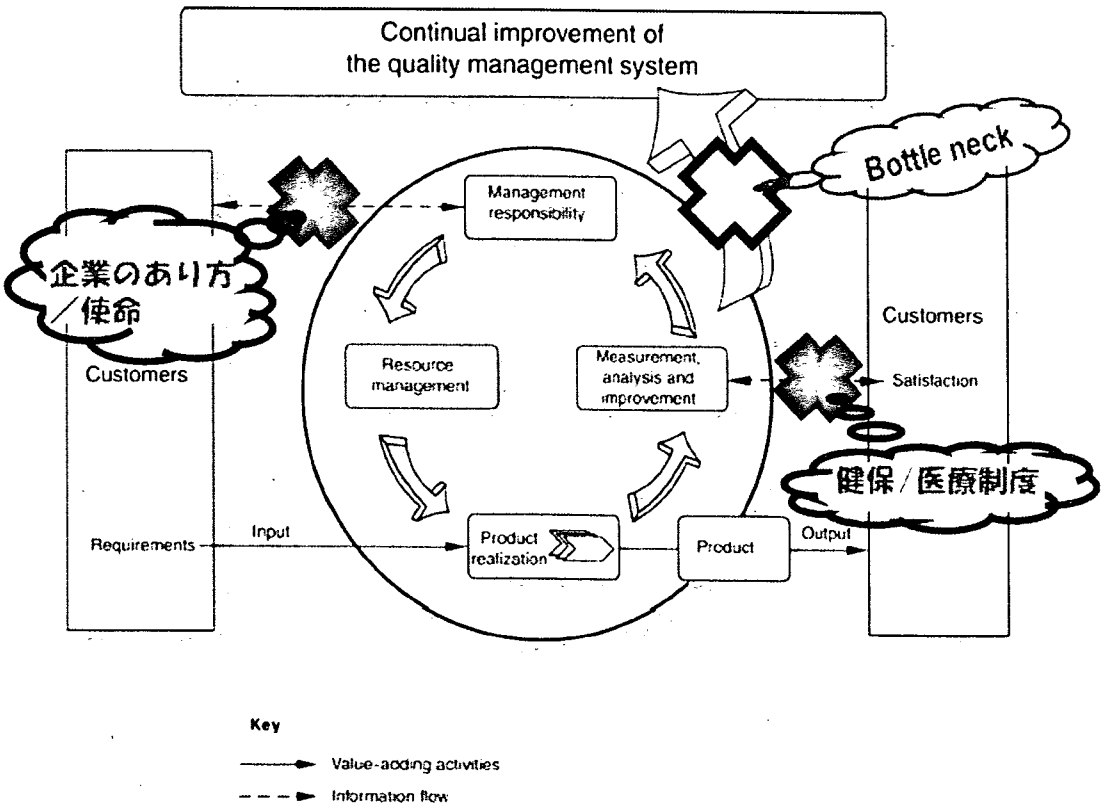 Continual improvement of
the quality management system
Bottle neck
Management
responsibility
企業のあり方
/使命
Customers
Customers
Resource
management
Measurement,
analysis and
improvement
Satisfaction
健保/医療制度
Requirements
Input
Product
realization
Product
Output
Key
Value-adding activities
Information flow